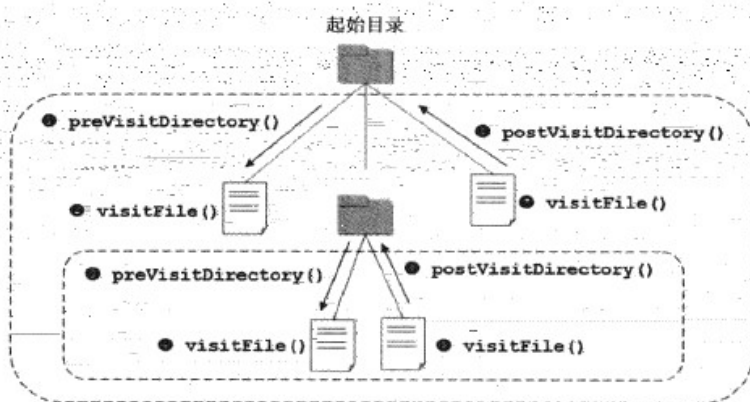 起始目录
preVisitDirectory()
postVisitDirectory()
visitFile()
visitFile()
preVisitDirectory()
postVisitDirectory()
visitFile()
visitFile()